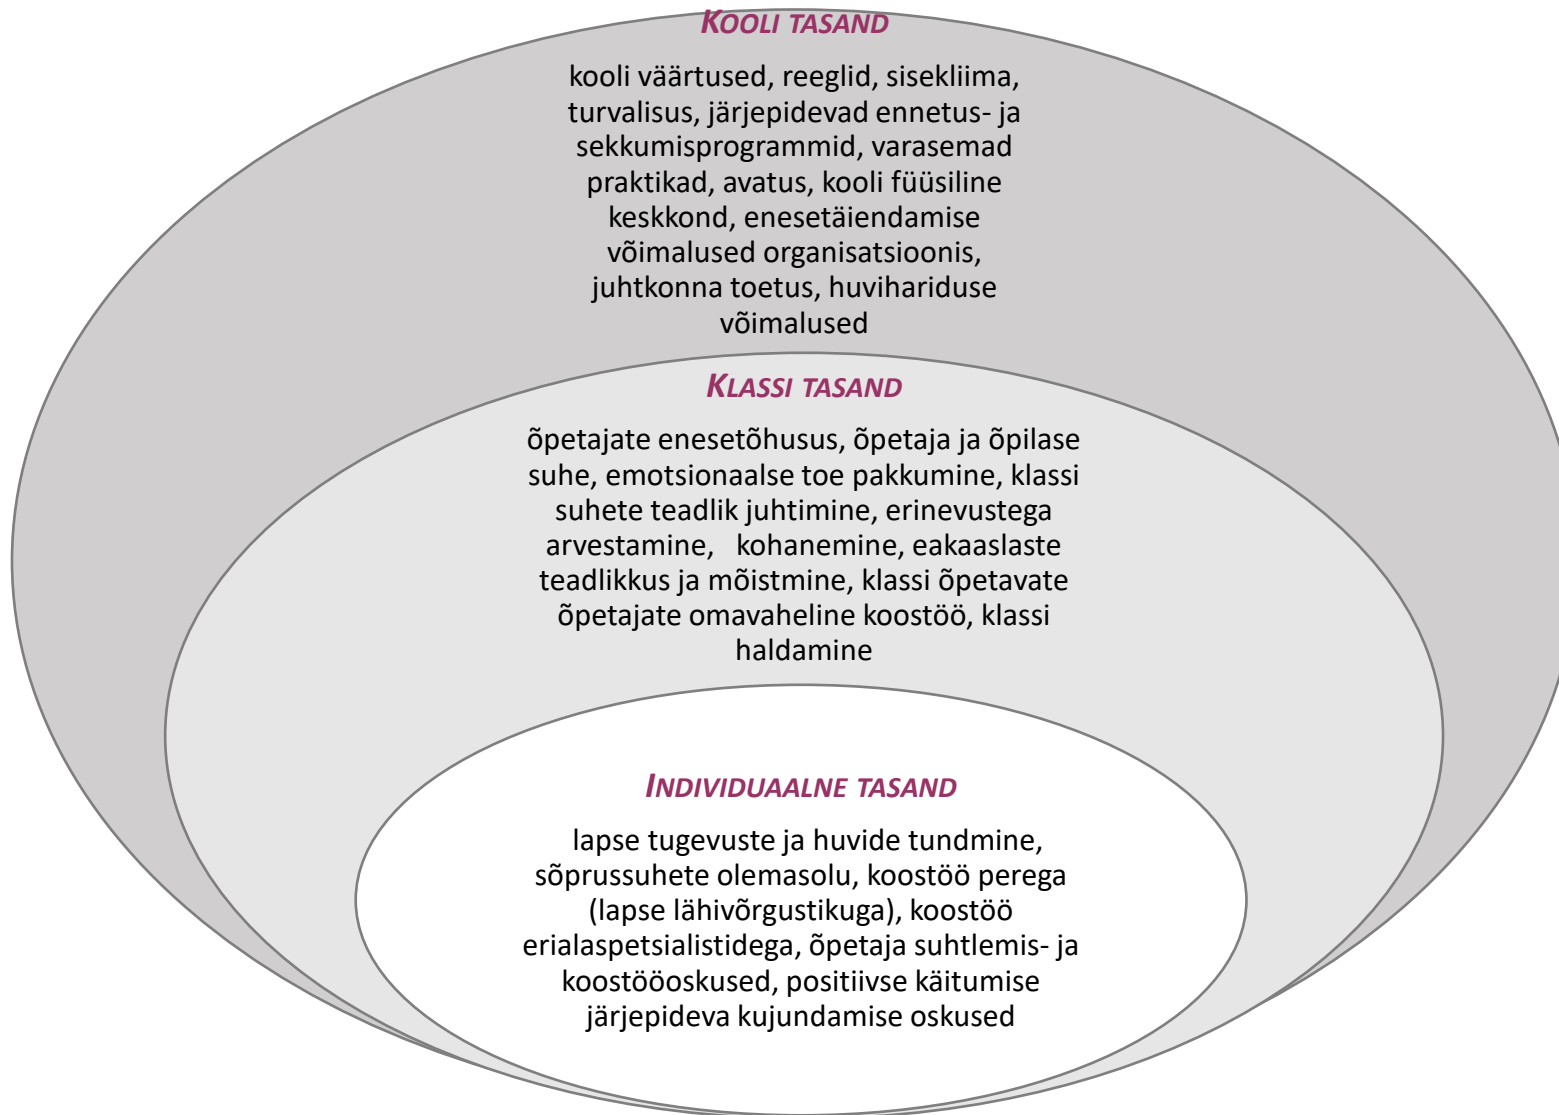 KOOLI TASAND
kooli väärtused, reeglid, sisekliima,
turvalisus, järjepidevad ennetus- ja
sekkumisprogrammid, varasemad
praktikad, avatus, kooli füüsiline
keskkond, enesetäiendamise
võimalused organisatsioonis,
juhtkonna toetus, huvihariduse
võimalused
KLASSI TASAND
õpetajate enesetõhusus, õpetaja ja õpilase
suhe, emotsionaalse toe pakkumine, klassi
suhete teadlik juhtimine, erinevustega
arvestamine, kohanemine, eakaaslaste
teadlikkus ja mõistmine, klassi õpetavate
õpetajate omavaheline koostöö, klassi
haldamine
INDIVIDUAALNE TASAND
lapse tugevuste ja huvide tundmine,
sõprussuhete olemasolu, koostöö perega
(lapse lähivõrgustikuga), koostöö
erialaspetsialistidega, õpetaja suhtlemis- ja
koostööoskused, positiivse käitumise
järjepideva kujundamise oskused